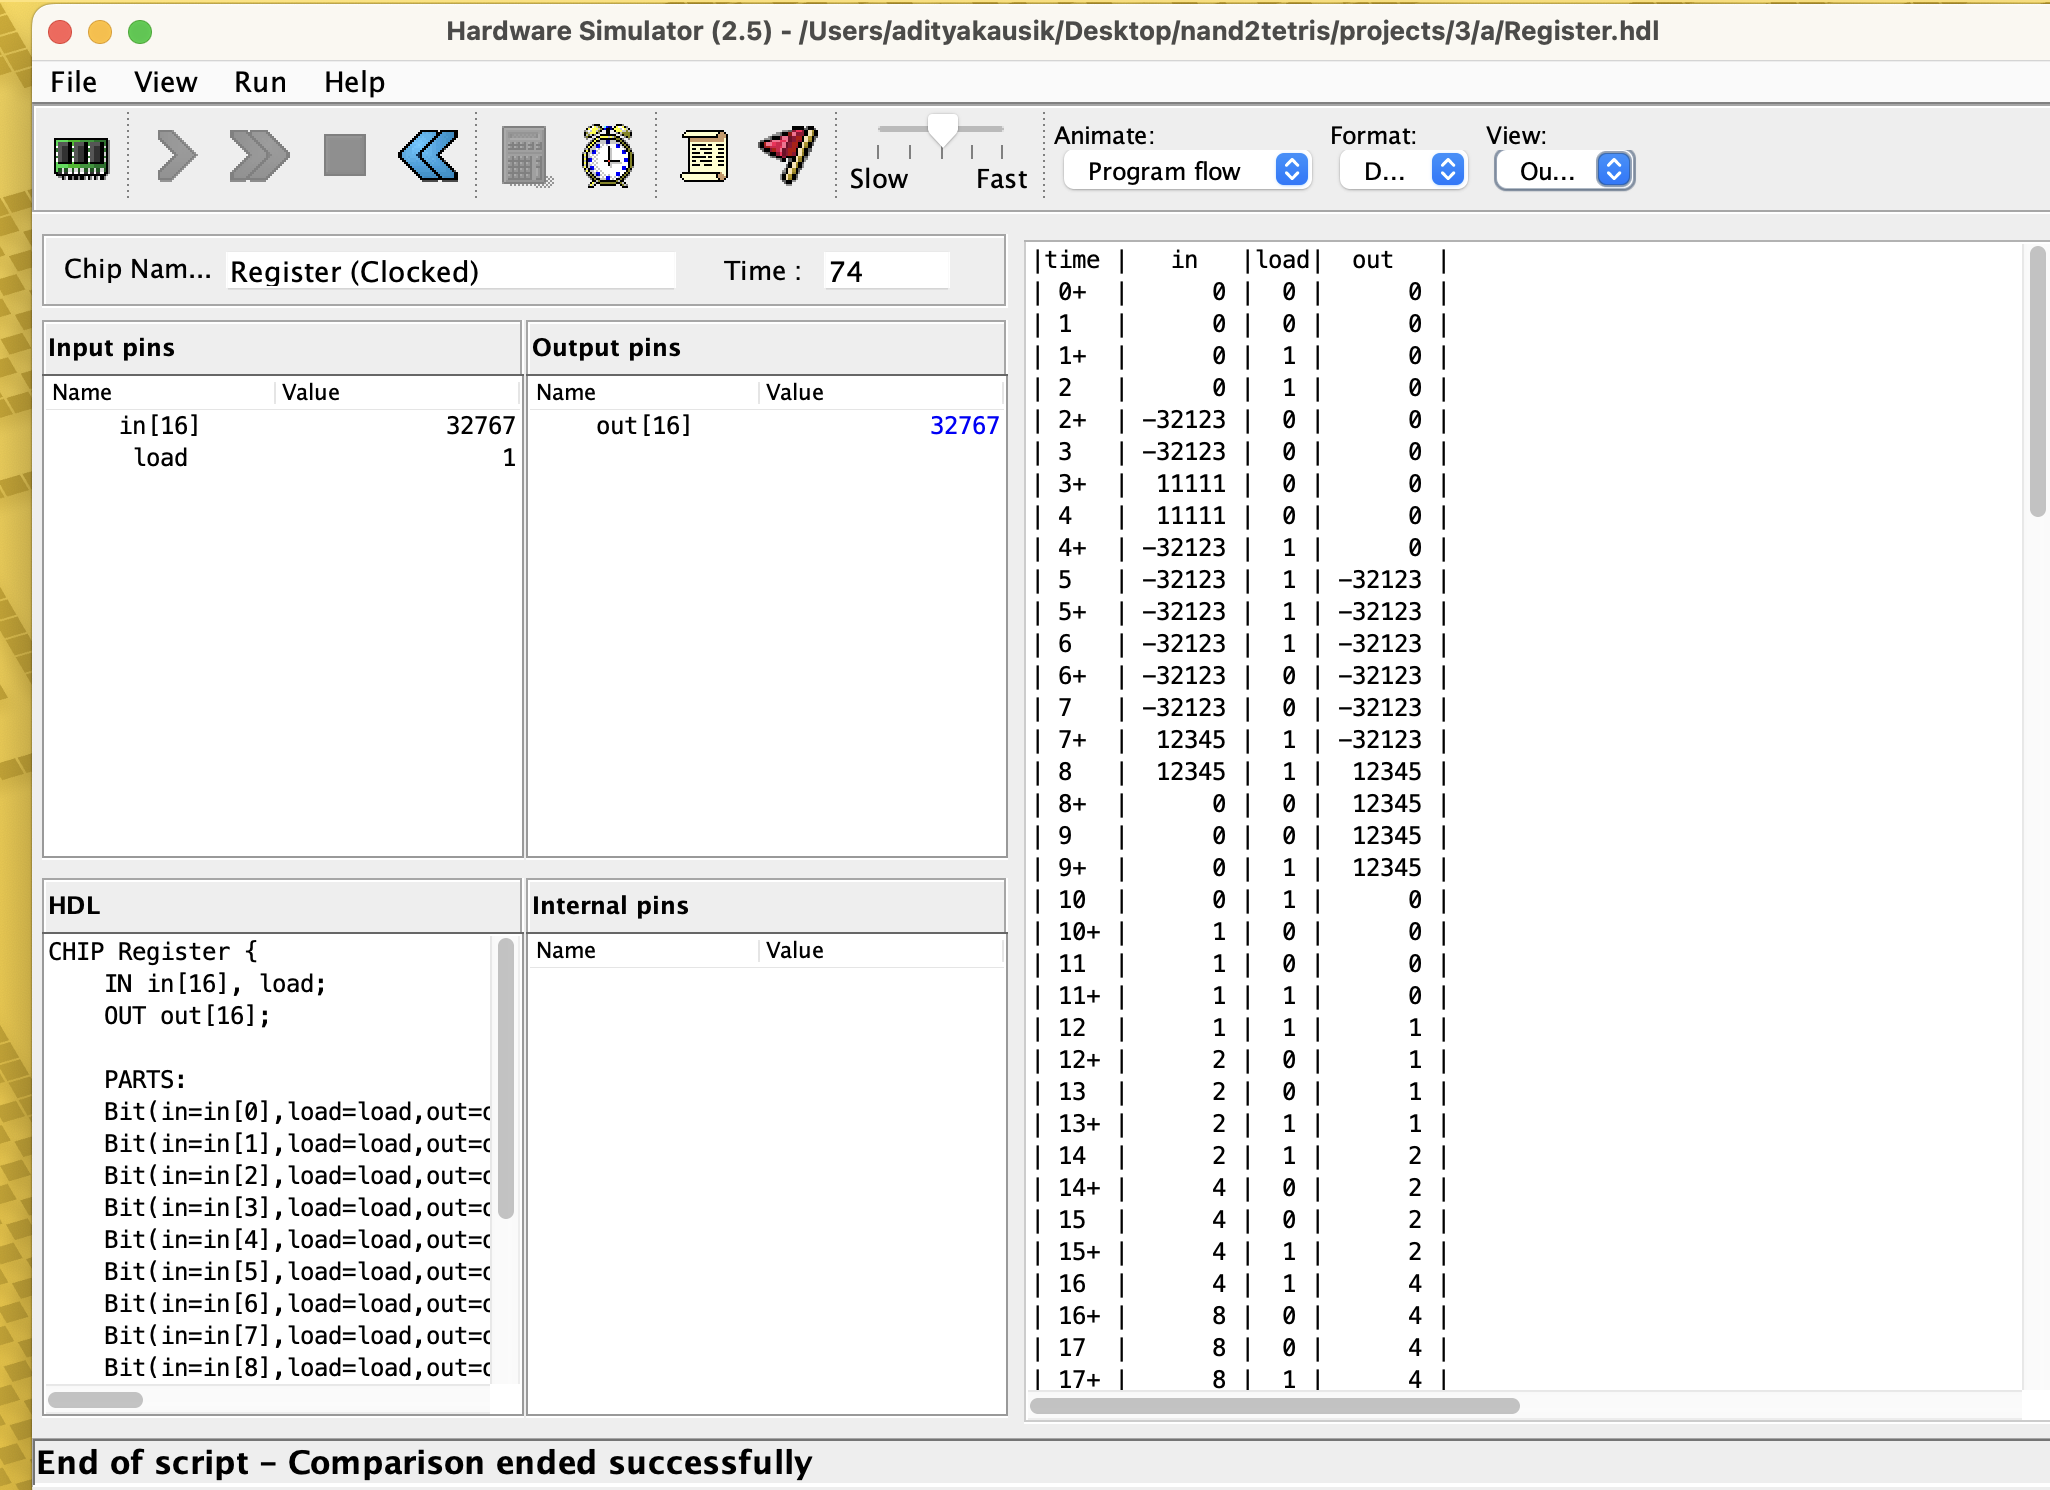 Hardware Simulator (2.5) - /Users/adityakausik/Desktop/nand2tetris/projects/3/a/Register.hdl
File View Run Help
Slow Fast
Animate:
Program flow
Format:
D...
View:
Ou...
Chip Nam... Register (Clocked) Time : 74
Input pins
Name Value
in[16] 32767
load 1
Output pins
Name Value
out[16] 32767
HDL
CHIP Register {
IN in[16], load;
OUT out[16];
PARTS:
Bit(in=in[0],load=load,out=
Bit(in=in[1],load=load,out=
Bit(in=in[2],load=load,out=
Bit(in=in[3],load=load,out=
Bit(in=in[4],load=load,out=
Bit(in=in[5],load=load,out=
Bit(in=in[6],load=load,out=
Bit(in=in[7],load=load,out=
Bit(in=in[8],load=load,out=
Internal pins
Name Value
|time | in |load| out |
| 0+ | 0 | 0 | 0 |
| 1 | 0 | 0 | 0 |
| 1+ | 0 | 1 | 0 |
| 2 | 0 | 1 | 0 |
| 2+ | -32123 | 0 | 0 |
| 3 | -32123 | 0 | 0 |
| 3+ | 11111 | 0 | 0 |
| 4 | 11111 | 0 | 0 |
| 4+ | -32123 | 1 | 0 |
| 5 | -32123 | 1 | -32123 |
| 5+ | -32123 | 1 | -32123 |
| 6 | -32123 | 1 | -32123 |
| 6+ | -32123 | 0 | -32123 |
| 7 | -32123 | 0 | -32123 |
| 7+ | 12345 | 1 | -32123 |
| 8 | 12345 | 1 | 12345 |
| 8+ | 0 | 0 | 12345 |
| 9 | 0 | 0 | 12345 |
| 9+ | 0 | 1 | 12345 |
| 10 | 0 | 1 | 0 |
| 10+ | 1 | 0 | 0 |
| 11 | 1 | 0 | 0 |
| 11+ | 1 | 1 | 0 |
| 12 | 1 | 1 | 1 |
| 12+ | 2 | 0 | 1 |
| 13 | 2 | 0 | 1 |
| 13+ | 2 | 1 | 1 |
| 14 | 2 | 1 | 2 |
| 14+ | 4 | 0 | 2 |
| 15 | 4 | 0 | 2 |
| 15+ | 4 | 1 | 2 |
| 16 | 4 | 1 | 4 |
| 16+ | 8 | 0 | 4 |
| 17 | 8 | 0 | 4 |
| 17+ | 8 | 1 | 4 |
End of script - Comparison ended successfully